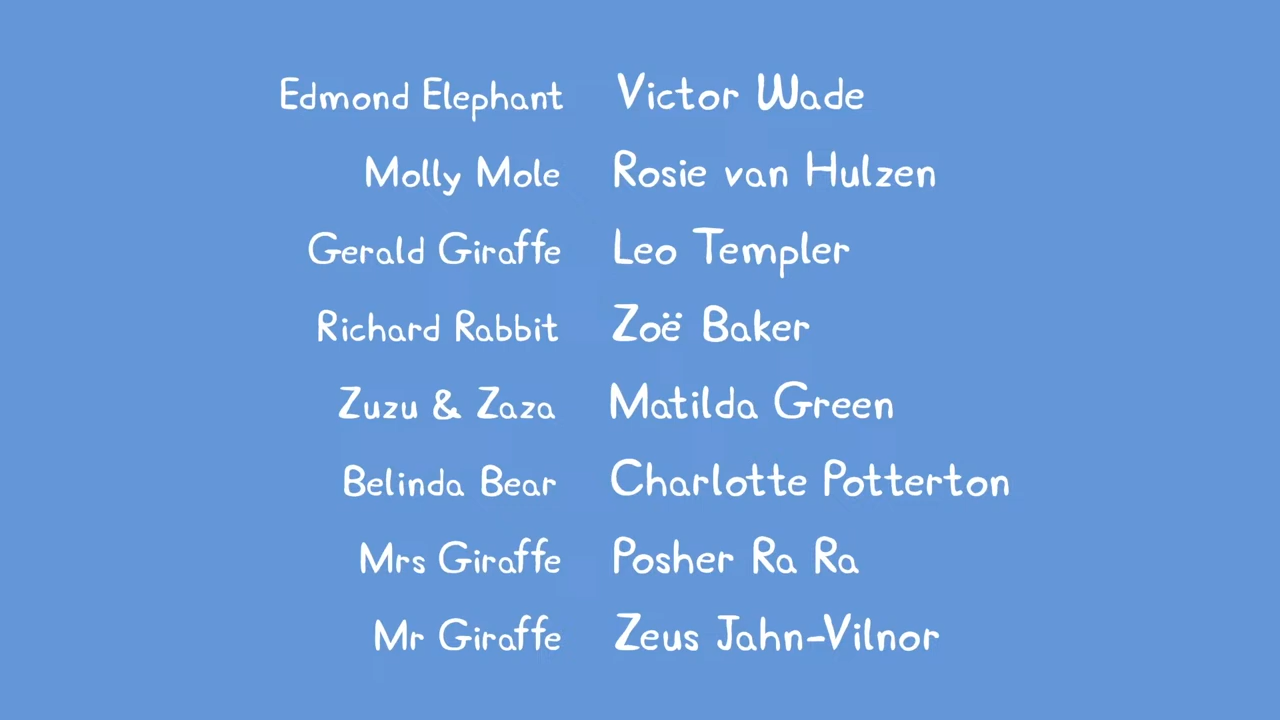 Edmond Elephant Victor Wade
Molly Mole Rosie van Hulzen
Gerald Giraffe Leo Templer
Richard Rabbit Zoë Baker
Zuzu & Zaza Matilda Green
Belinda Bear Charlotte Potterton
Mrs Giraffe Posher Ra Ra
Mr Giraffe Zeus Jahn-Vilnor